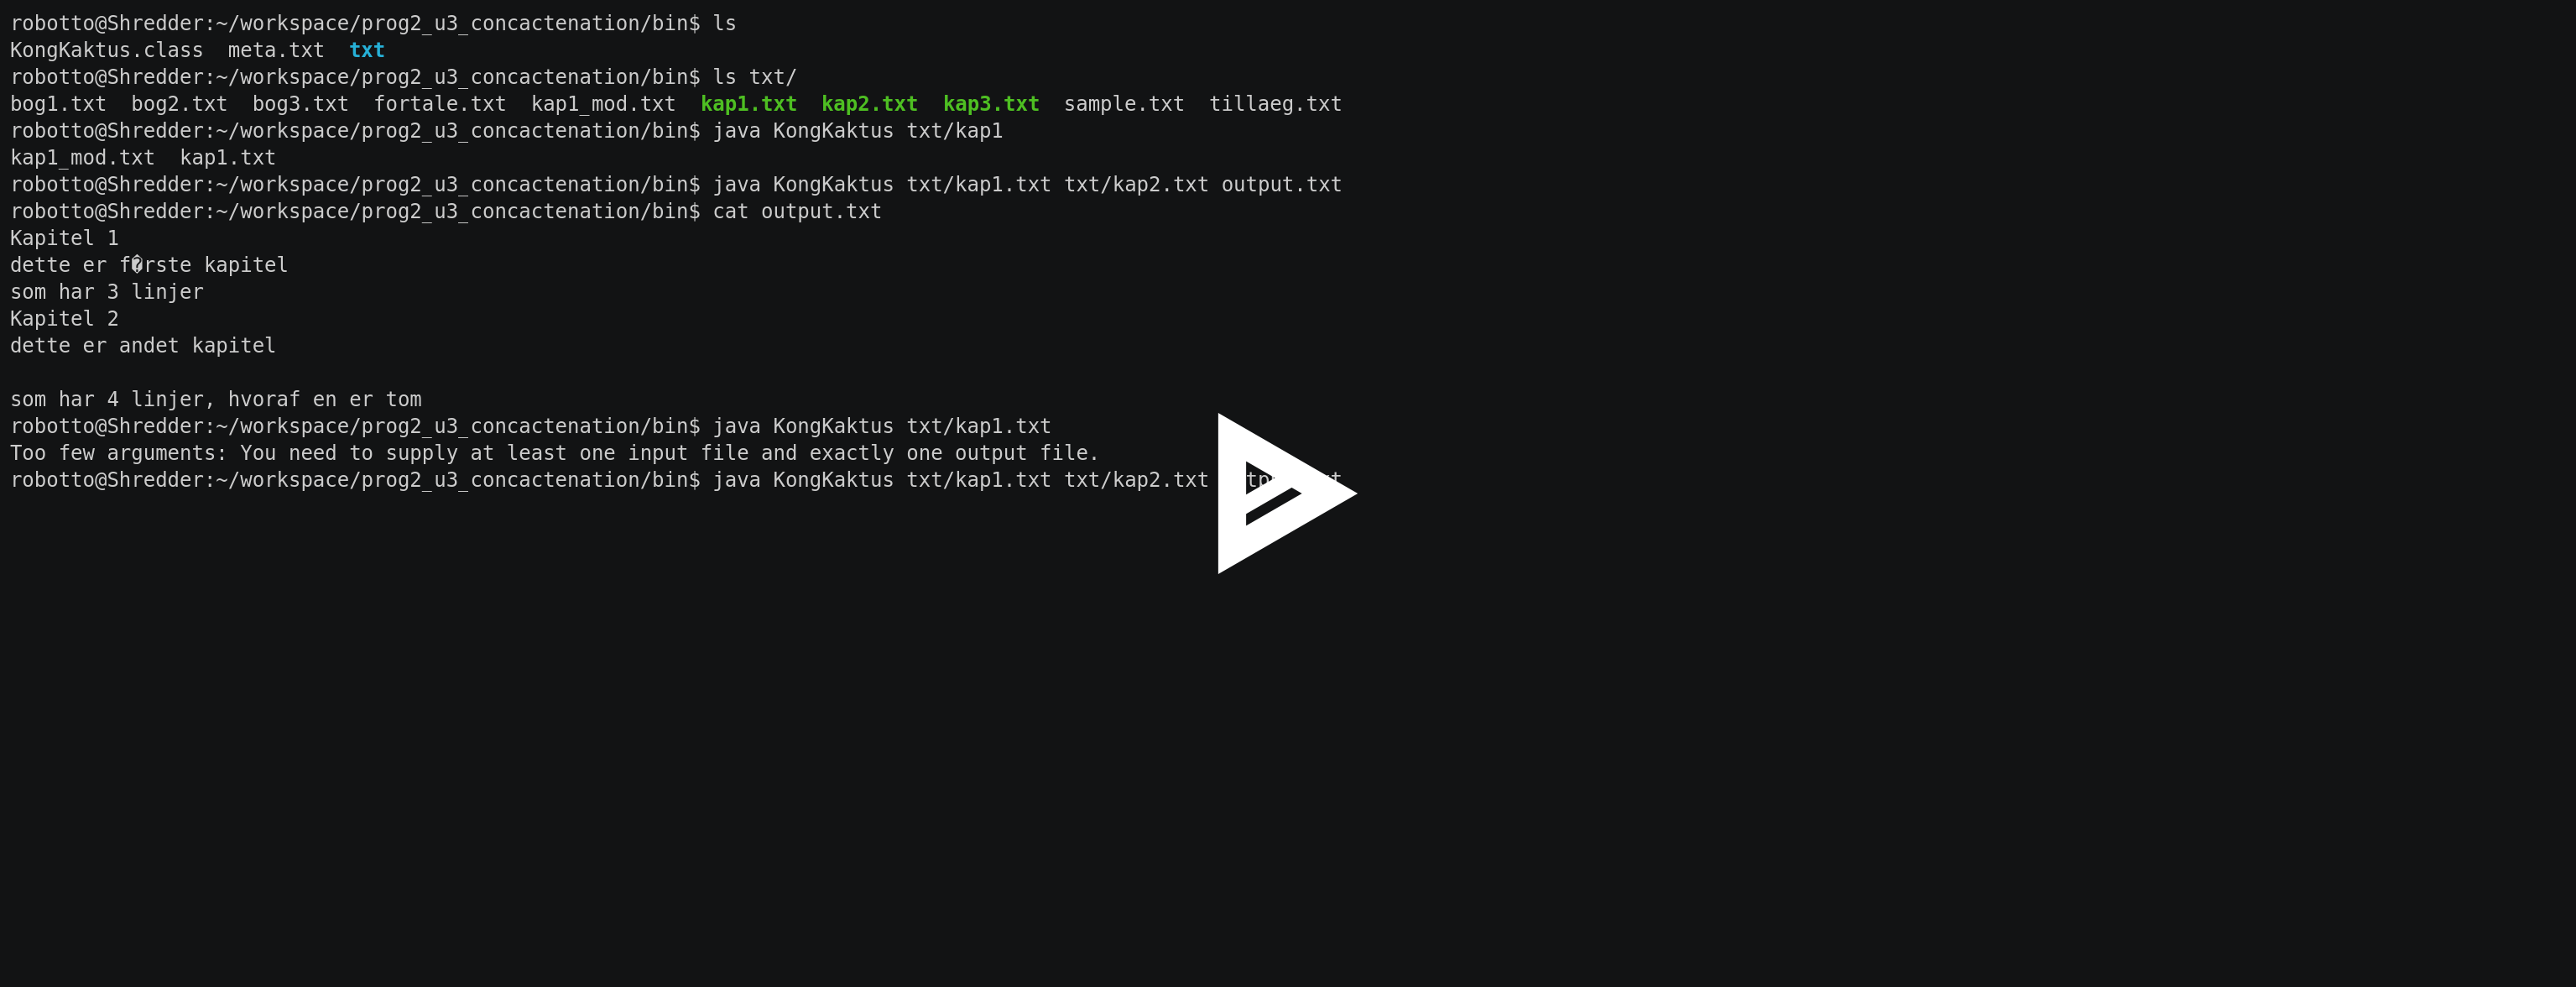 robotto@Shredder:~/workspace/prog2_u3_concactenation/bin$ ls
KongKaktus.class  meta.txt  txt
robotto@Shredder:~/workspace/prog2_u3_concactenation/bin$ ls txt/
bog1.txt  bog2.txt  bog3.txt  fortale.txt  kap1_mod.txt  kap1.txt  kap2.txt  kap3.txt  sample.txt  tillaeg.txt
robotto@Shredder:~/workspace/prog2_u3_concactenation/bin$ java KongKaktus txt/kap1
kap1_mod.txt  kap1.txt
robotto@Shredder:~/workspace/prog2_u3_concactenation/bin$ java KongKaktus txt/kap1.txt txt/kap2.txt output.txt
robotto@Shredder:~/workspace/prog2_u3_concactenation/bin$ cat output.txt
Kapitel 1
dette er f�rste kapitel
som har 3 linjer
Kapitel 2
dette er andet kapitel

som har 4 linjer, hvoraf en er tom
robotto@Shredder:~/workspace/prog2_u3_concactenation/bin$ java KongKaktus txt/kap1.txt
Too few arguments: You need to supply at least one input file and exactly one output file.
robotto@Shredder:~/workspace/prog2_u3_concactenation/bin$ java KongKaktus txt/kap1.txt txt/kap2.txt